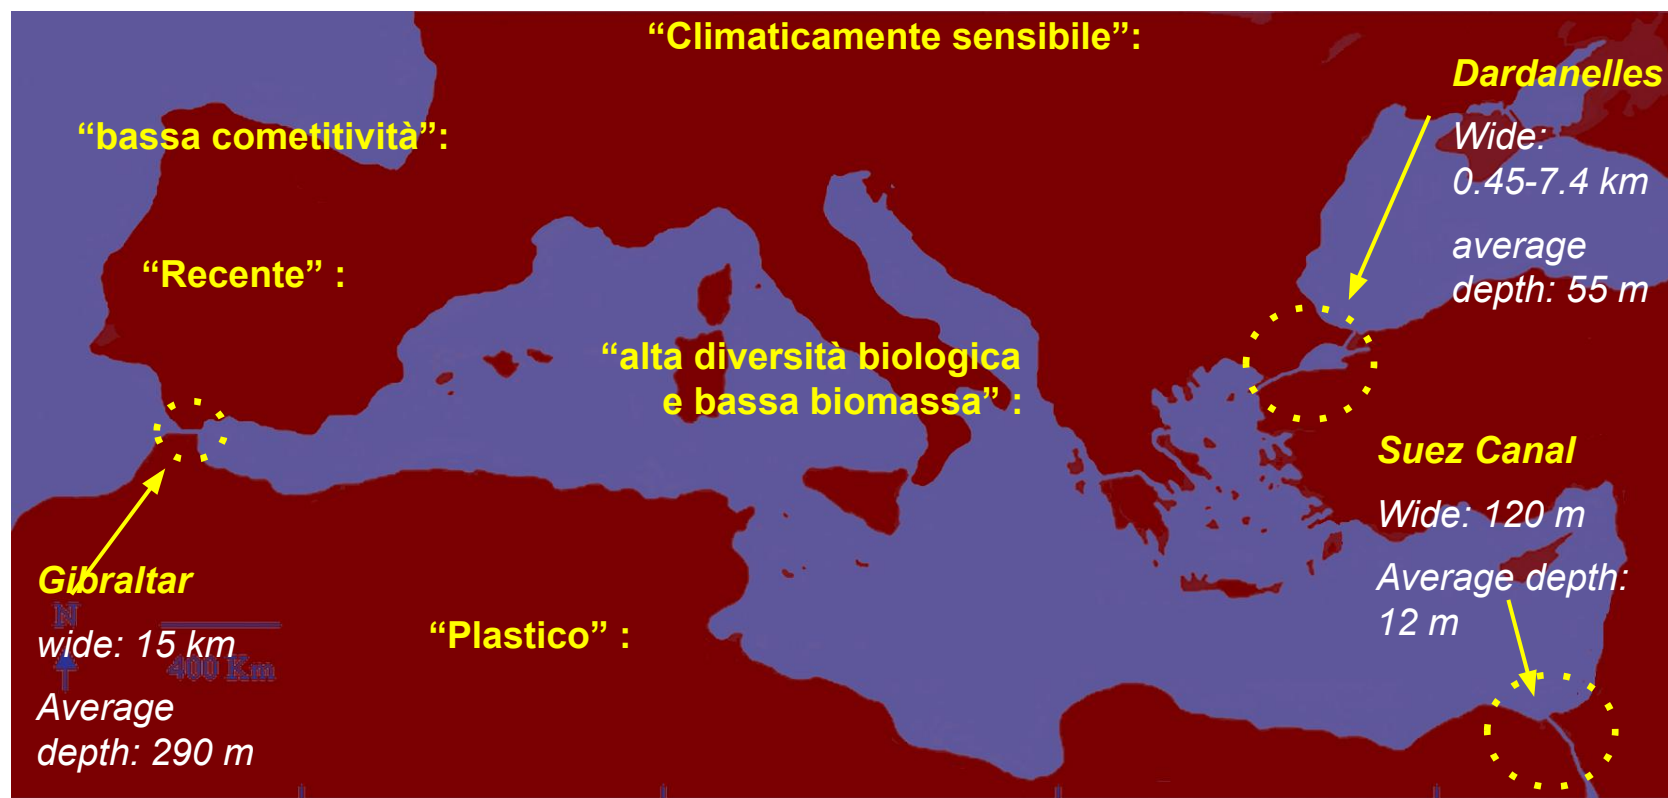 “Climaticamente sensibile”:
Dardanelles
Wide:
0.45-7.4 km
average
depth: 55 m
“bassa cometitività”:
“Recente” :
“alta diversità biologica
e bassa biomassa” :
Suez Canal
Wide: 120 m
Average depth:
12 m
Gibraltar
N
wide: 15 km
400 Km
Average
depth: 290 m
“Plastico” :